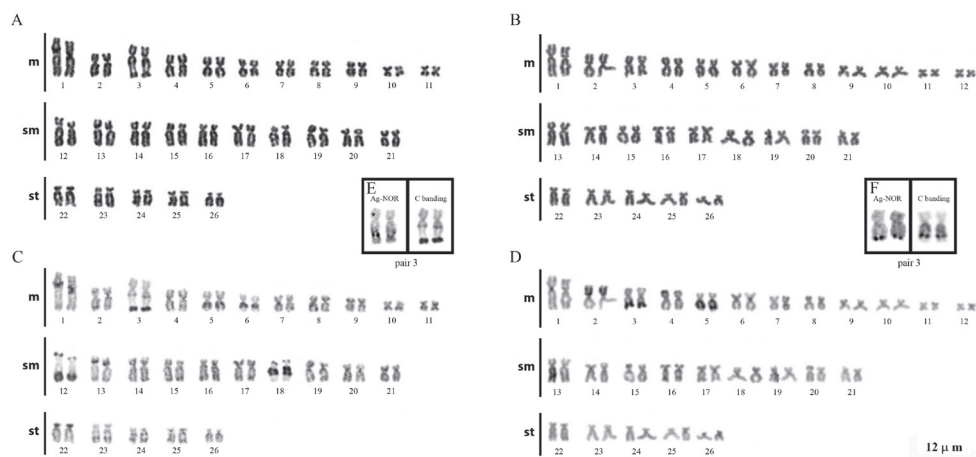 A
m
1 2 3 4 5 6 7 8 9 10 11
sm
12 13 14 15 16 17 18 19 20 21
st
22 23 24 25 26
E
Ag-NOR C banding
pair 3
B
m
1 2 3 4 5 6 7 8 9 10 11 12
sm
13 14 15 16 17 18 19 20 21
st
22 23 24 25 26
F
Ag-NOR C banding
pair 3
C
m
1 2 3 4 5 6 7 8 9 10 11
sm
12 13 14 15 16 17 18 19 20 21
st
22 23 24 25 26
D
m
1 2 3 4 5 6 7 8 9 10 11 12
sm
13 14 15 16 17 18 19 20 21
st
22 23 24 25 26
12 μ m